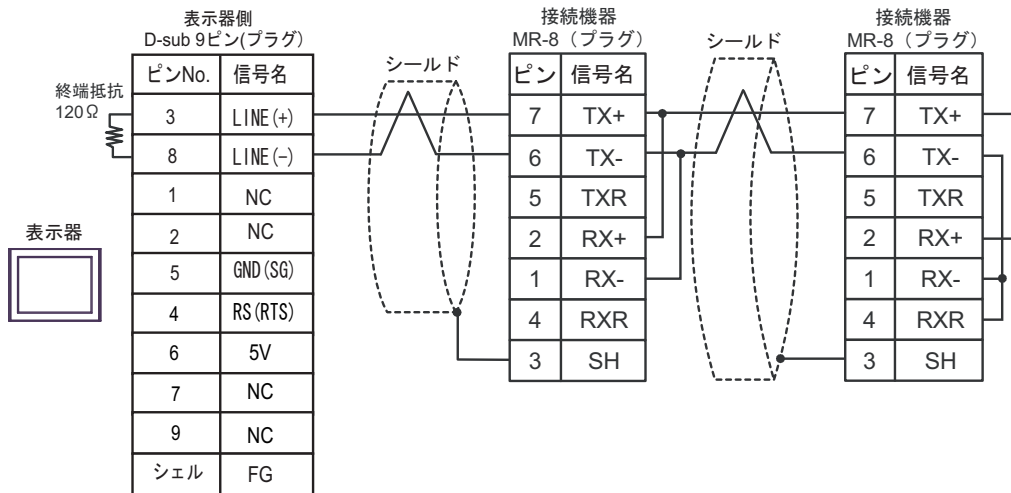 表示器側
D-sub 9ピン(プラグ)
ピンNo. 信号名
3 LINE(+)
8 LINE(-)
1 NC
2 NC
5 GND(SG)
4 RS(RTS)
6 5V
7 NC
9 NC
シェル FG
終端抵抗
120Ω
表示器
シールド
接続機器
MR-8（プラグ）
ピン 信号名
7 TX+
6 TX-
5 TXR
2 RX+
1 RX-
4 RXR
3 SH
シールド
接続機器
MR-8（プラグ）
ピン 信号名
7 TX+
6 TX-
5 TXR
2 RX+
1 RX-
4 RXR
3 SH